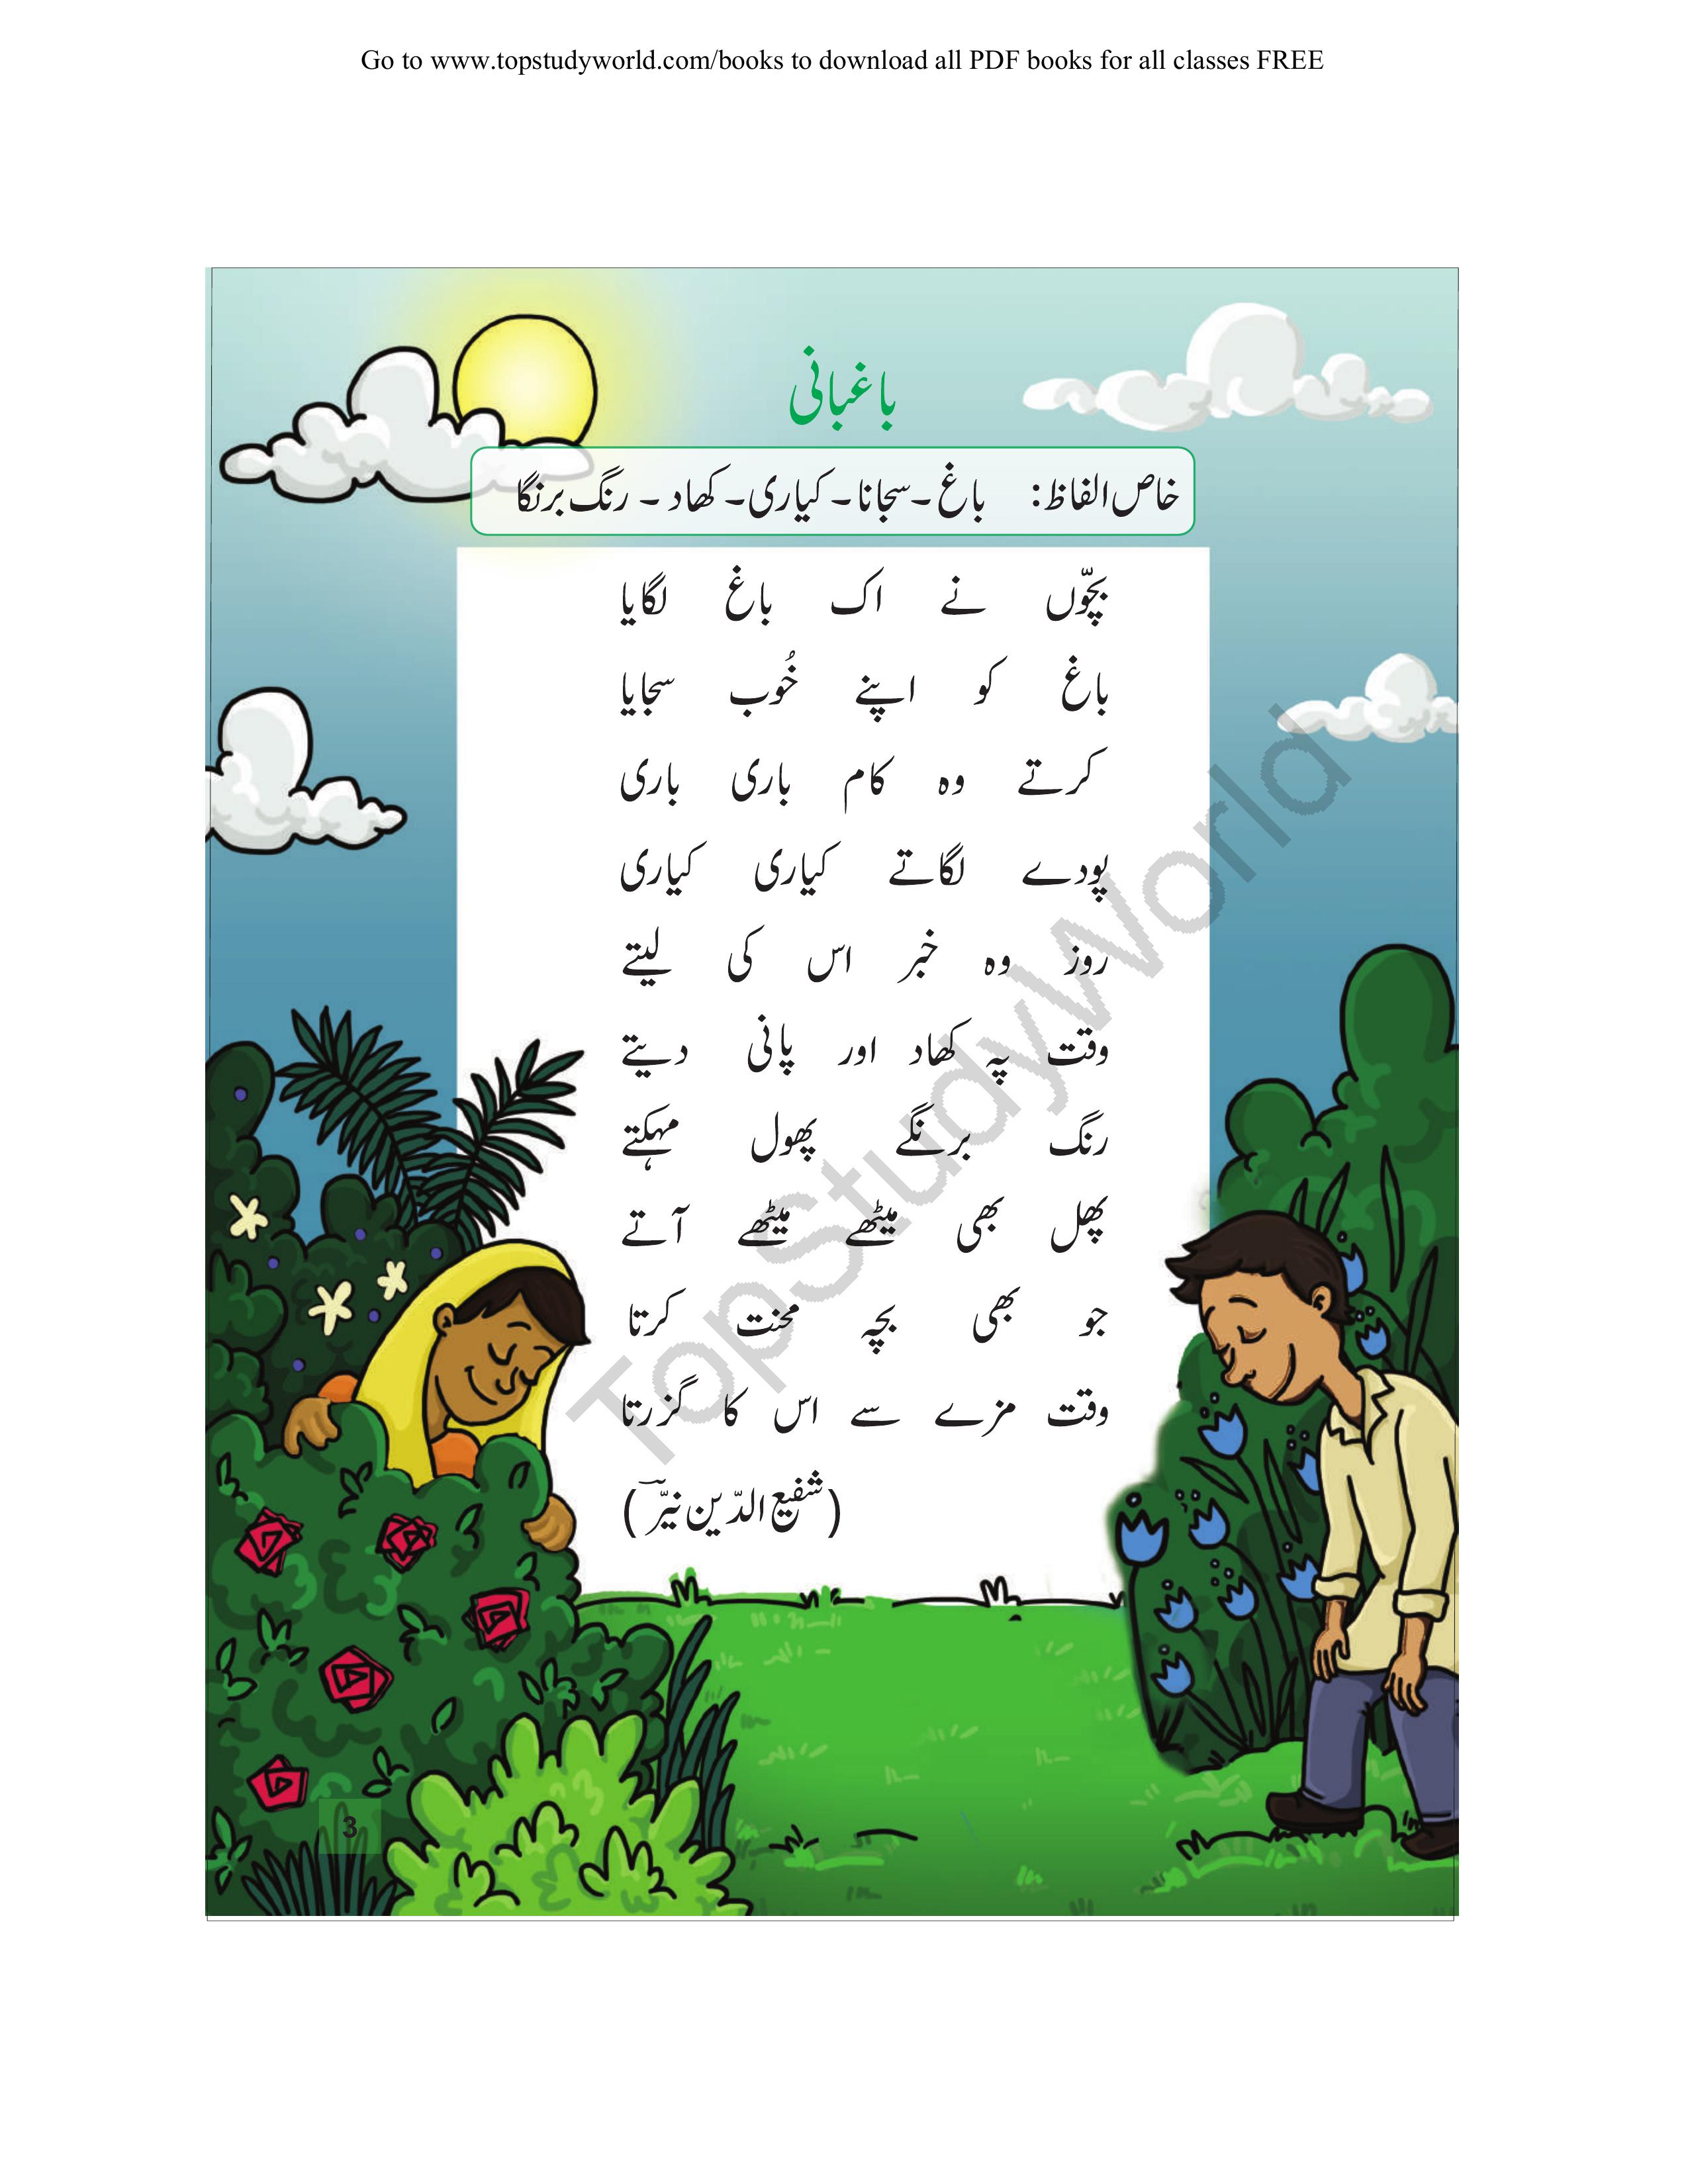 Go to www.topstudyworld.com/books to download all PDF books for all classes FREE
باغبانی
خاص الفاظ: باغ ۔ سجانا ۔ کیاری ۔ کھاد ۔ رنگ برنگا
بچّوں نے اک باغ لگایا
باغ کو اپنے خُوب سجایا
کرتے وہ کام باری باری
پودے لگاتے کیاری کیاری
روز وہ خبر اس کی لیتے
وقت پہ کھاد اور پانی دیتے
رنگ برنگے پھول مہکتے
پھل بھی میٹھے میٹھے آتے
جو بھی بچہ محنت کرتا
وقت مزے سے اس کا گزرتا
(شفیع الدّین نیّر)
TopStudyWorld
3